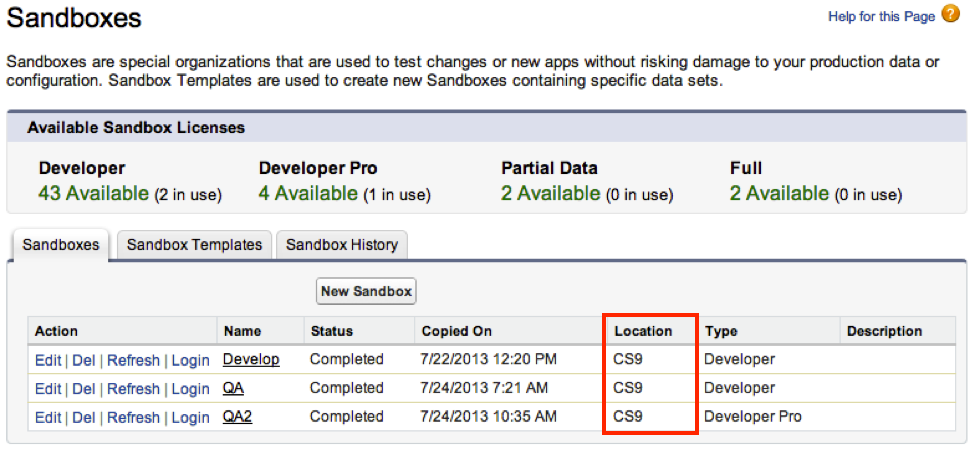 Sandboxes
Help for this Page ?
Sandboxes are special organizations that are used to test changes or new apps without risking damage to your production data or
configuration. Sandbox Templates are used to create new Sandboxes containing specific data sets.
Available Sandbox Licenses
Developer Developer Pro Partial Data Full
43 Available (2 in use) 4 Available (1 in use) 2 Available (0 in use) 2 Available (0 in use)
Sandboxes Sandbox Templates Sandbox History
New Sandbox
Action Name Status Copied On Location Type Description
Edit | Del | Refresh | Login Develop Completed 7/22/2013 12:20 PM CS9 Developer
Edit | Del | Refresh | Login QA Completed 7/24/2013 7:21 AM CS9 Developer
Edit | Del | Refresh | Login QA2 Completed 7/24/2013 10:35 AM CS9 Developer Pro